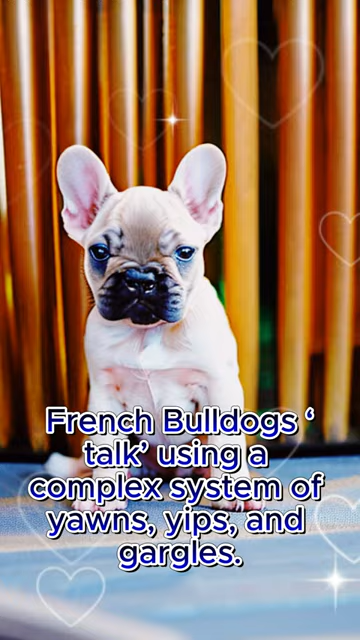 French Bulldogs ‘
talk’ using a
complex system of
yawns, yips, and
gargles.